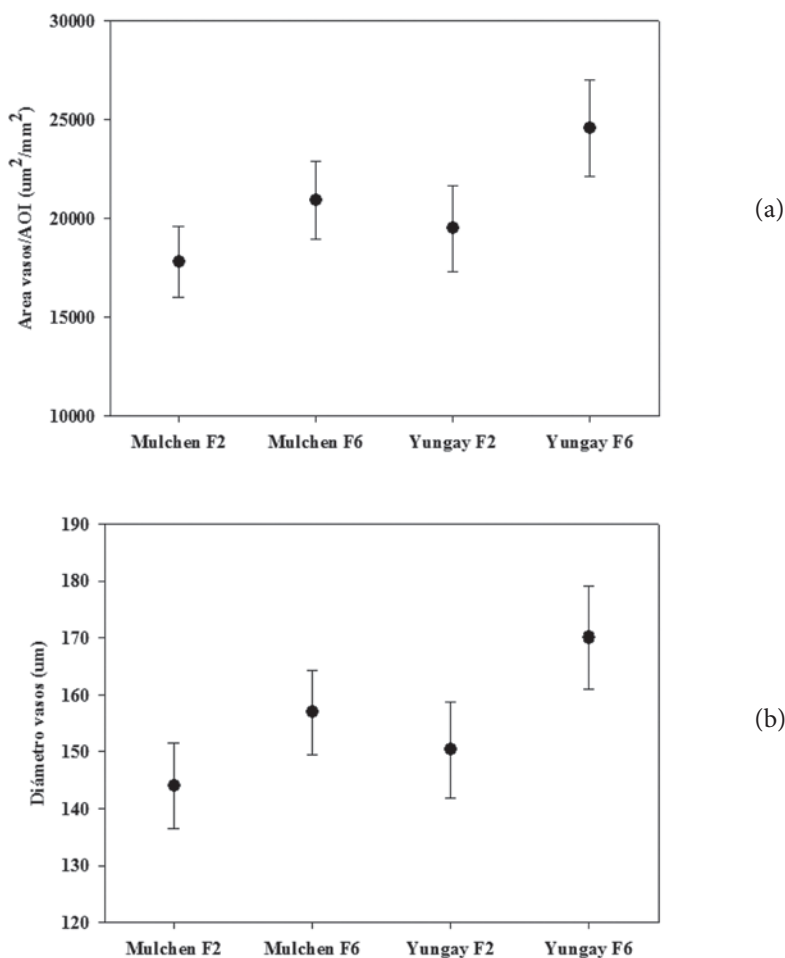 30000
25000
20000
15000
10000
Area vasos/AOI (um²/mm²)
Mulchen F2 Mulchen F6 Yungay F2 Yungay F6
(a)
190
180
170
160
150
140
130
120
Diámetro vasos (um)
Mulchen F2 Mulchen F6 Yungay F2 Yungay F6
(b)